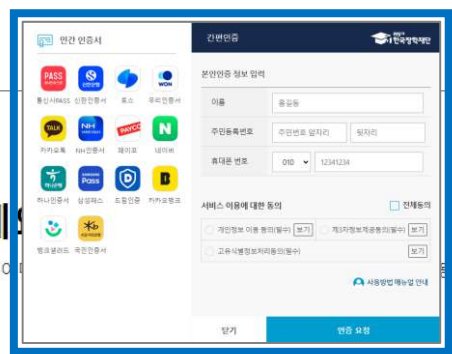 민간 인증서
PASS
통신사PASS 신한인증서 토스 우리인증서
WON
TALK NH PAYCO N
카카오톡 NH인증서 페이코 네이버
Pass B
하나인증서 삼성패스 드림인증 카카오뱅크
뱅크샐러드 국민인증서
간편인증
한국장학재단
본인인증 정보 입력
이름 홍길동
주민등록번호 주민번호 앞자리 뒷자리
휴대폰 번호 010 12341234
서비스 이용에 대한 동의 전체동의
개인정보 이용 동의(필수) 보기 제3자정보제공동의(필수) 보기
고유식별정보처리동의(필수) 보기
사용방법 매뉴얼 안내
닫기 인증 요청